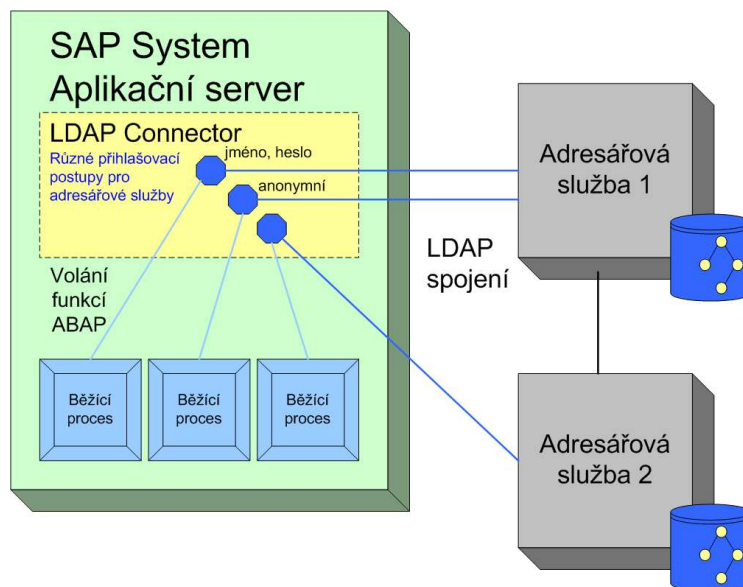 SAP System
Aplikační server
LDAP Connector
Různé přihlašovací
postupy pro
adresářové služby
jméno, heslo
anonymní
Volání
funkcí
ABAP
Běžící
proces
Běžící
proces
Běžící
proces
LDAP
spojení
Adresářová
služba 1
Adresářová
služba 2